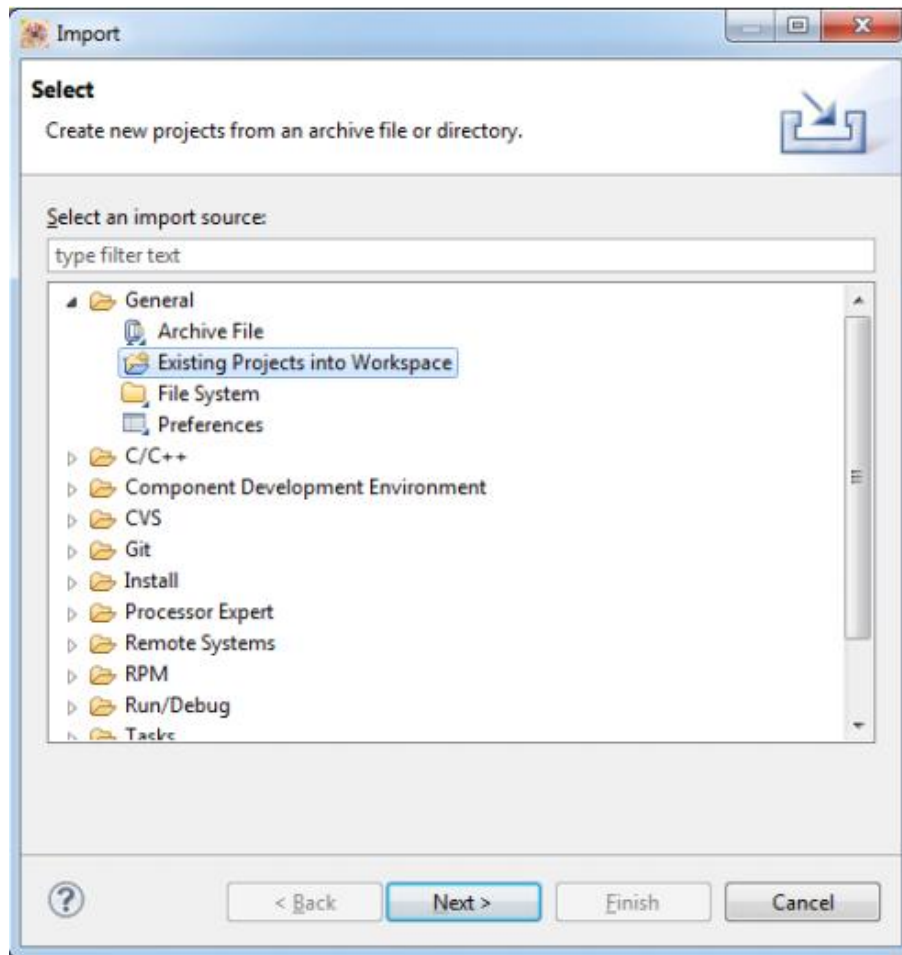 Import
Select
Create new projects from an archive file or directory.
Select an import source:
type filter text
General
Archive File
Existing Projects into Workspace
File System
Preferences
C/C++
Component Development Environment
CVS
Git
Install
Processor Expert
Remote Systems
RPM
Run/Debug
Tasks
? < Back Next > Finish Cancel